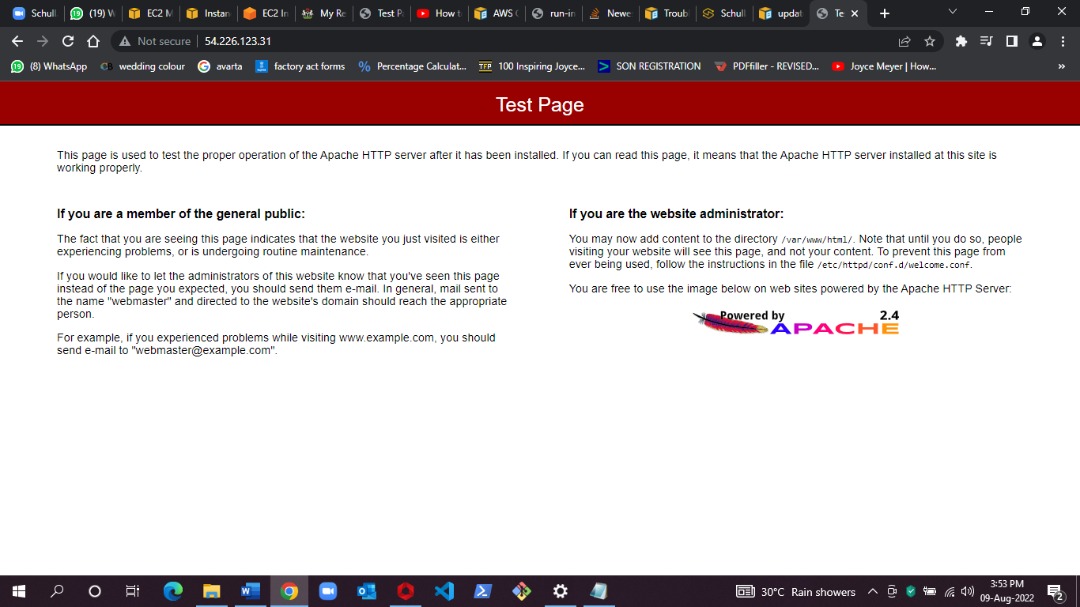 Schull (19) W EC2 M Instan EC2 In My Re Test P How t AWS run-in Newe Troub Schull updat Te
Not secure 54.226.123.31
(8) WhatsApp wedding colour avarta factory act forms Percentage Calculat... 100 Inspiring Joyce... SON REGISTRATION PDFfiller - REVISED... Joyce Meyer | How... »
Test Page
This page is used to test the proper operation of the Apache HTTP server after it has been installed. If you can read this page, it means that the Apache HTTP server installed at this site is
working properly.
If you are a member of the general public:
The fact that you are seeing this page indicates that the website you just visited is either
experiencing problems, or is undergoing routine maintenance.
If you would like to let the administrators of this website know that you've seen this page
instead of the page you expected, you should send them e-mail. In general, mail sent to
the name "webmaster" and directed to the website's domain should reach the appropriate
person.
For example, if you experienced problems while visiting www.example.com, you should
send e-mail to "webmaster@example.com".
If you are the website administrator:
You may now add content to the directory /var/www/html/. Note that until you do so, people
visiting your website will see this page, and not your content. To prevent this page from
ever being used, follow the instructions in the file /etc/httpd/conf.d/welcome.conf.
You are free to use the image below on web sites powered by the Apache HTTP Server:
Powered by 2.4
APACHE
30°C Rain showers
3:53 PM
09-Aug-2022
2